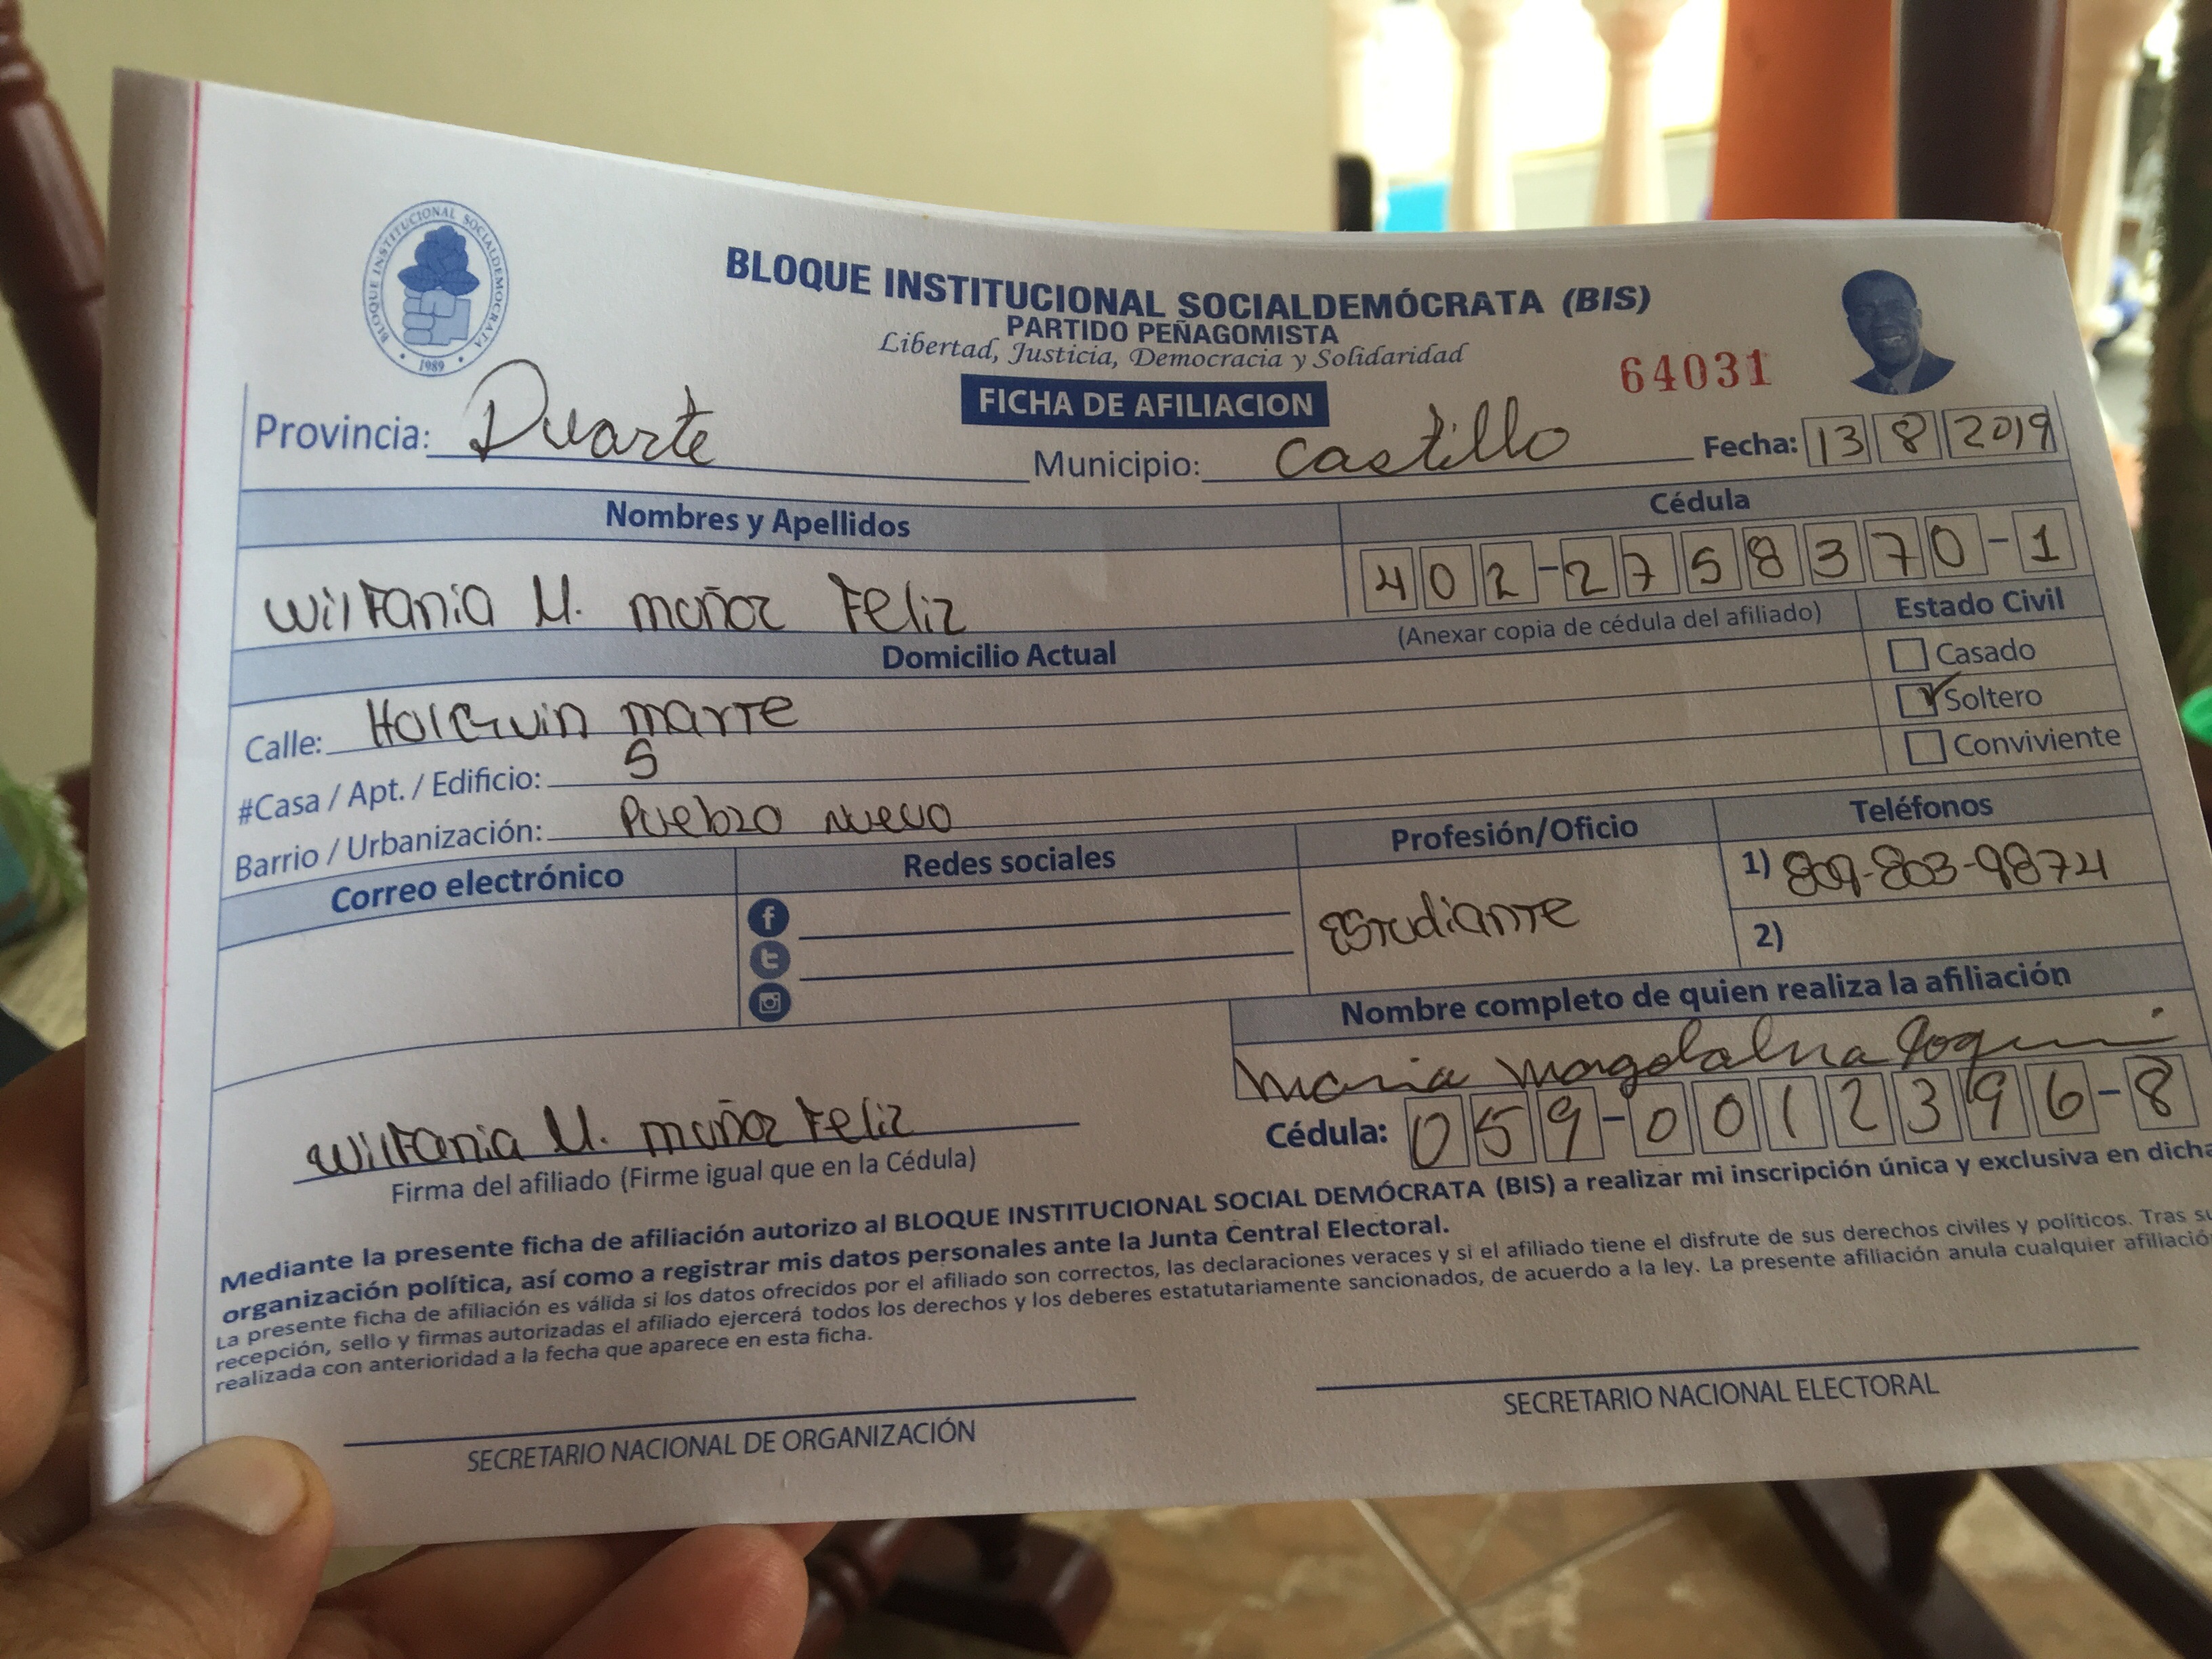 BLOQUE INSTITUCIONAL SOCIALDEMOCRATA
1989
BLOQUE INSTITUCIONAL SOCIALDEMÓCRATA (BIS)
PARTIDO PEÑAGOMISTA
Libertad, Justicia, Democracia y Solidaridad
64031
FICHA DE AFILIACION
Provincia: Duarte Municipio: Castillo Fecha: 13 8 2019
Nombres y Apellidos Cédula
Wilfania M. muñoz Feliz 402-2758370-1
(Anexar copia de cédula del afiliado) Estado Civil
Domicilio Actual
Casado
Calle: Holguin marte Soltero
#Casa / Apt. / Edificio: 5 Conviviente
Barrio / Urbanización: Pueblo nuevo
Correo electrónico Redes sociales Profesión/Oficio Teléfonos
Estudiante 1) 809-803-9874
2)
Nombre completo de quien realiza la afiliación
maria magdalena
Cédula: 059-0012396-8
Wilfania M. muñoz Feliz
Firma del afiliado (Firme igual que en la Cédula)
Mediante la presente ficha de afiliación autorizo al BLOQUE INSTITUCIONAL SOCIAL DEMÓCRATA (BIS) a realizar mi inscripción única y exclusiva en dicha
organización política, así como a registrar mis datos personales ante la Junta Central Electoral.
La presente ficha de afiliación es válida si los datos ofrecidos por el afiliado son correctos, las declaraciones veraces y si el afiliado tiene el disfrute de sus derechos civiles y políticos. Tras su
recepción, sello y firmas autorizadas el afiliado ejercerá todos los derechos y los deberes estatutariamente sancionados, de acuerdo a la ley. La presente afiliación anula cualquier afiliación
realizada con anterioridad a la fecha que aparece en esta ficha.
SECRETARIO NACIONAL DE ORGANIZACIÓN SECRETARIO NACIONAL ELECTORAL